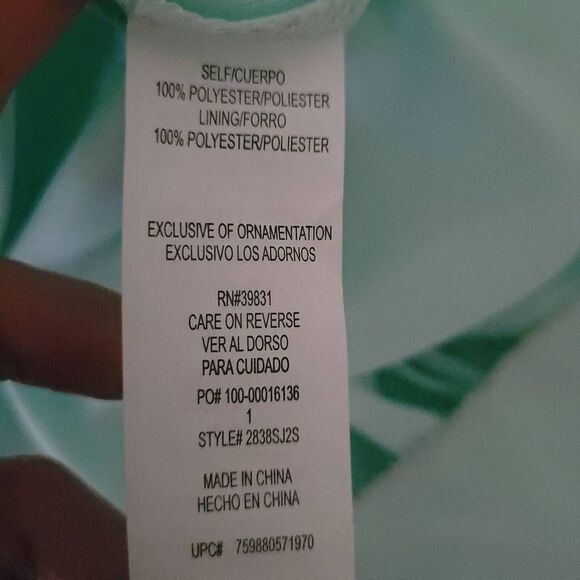 SELF/CUERPO
100% POLYESTER/POLIESTER
LINING/FORRO
100% POLYESTER/POLIESTER
EXCLUSIVE OF ORNAMENTATION
EXCLUSIVO LOS ADORNOS
RN#39831
CARE ON REVERSE
VER AL DORSO
PARA CUIDADO
PO# 100-00016136
1
STYLE# 2838SJ2S
MADE IN CHINA
HECHO EN CHINA
UPC# 759880571970